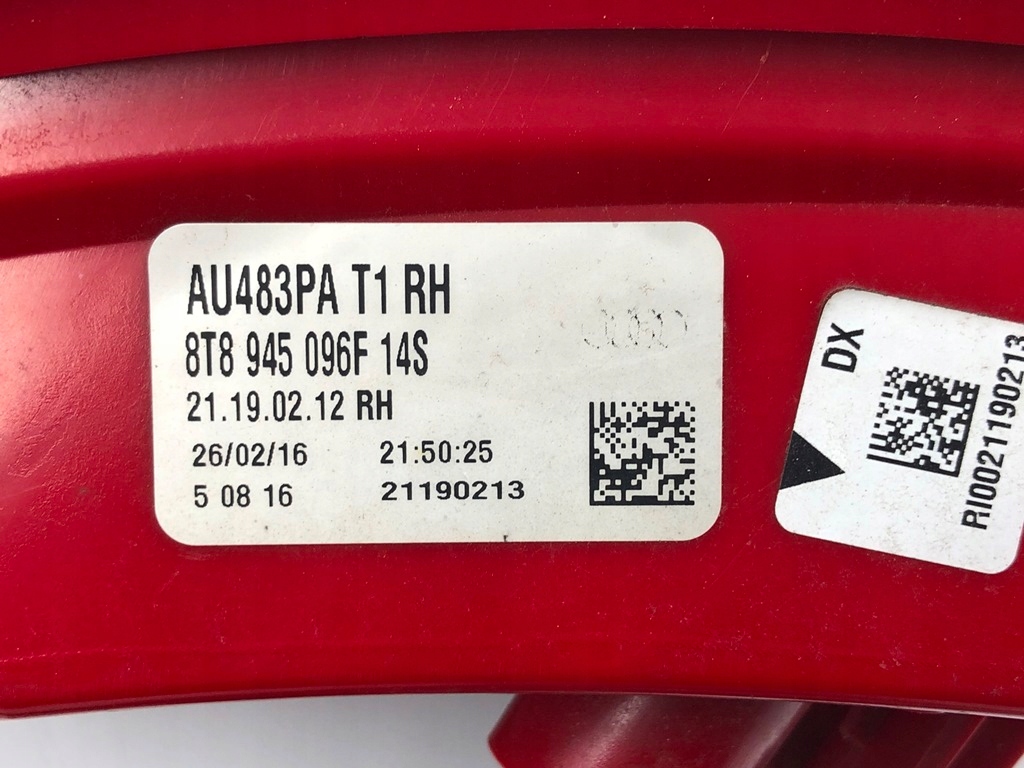 AU483PA T1 RH
8T8 945 096F 14S
21.19.02.12 RH
26/02/16 21:50:25
5 08 16 21190213
DX
RI00211190213